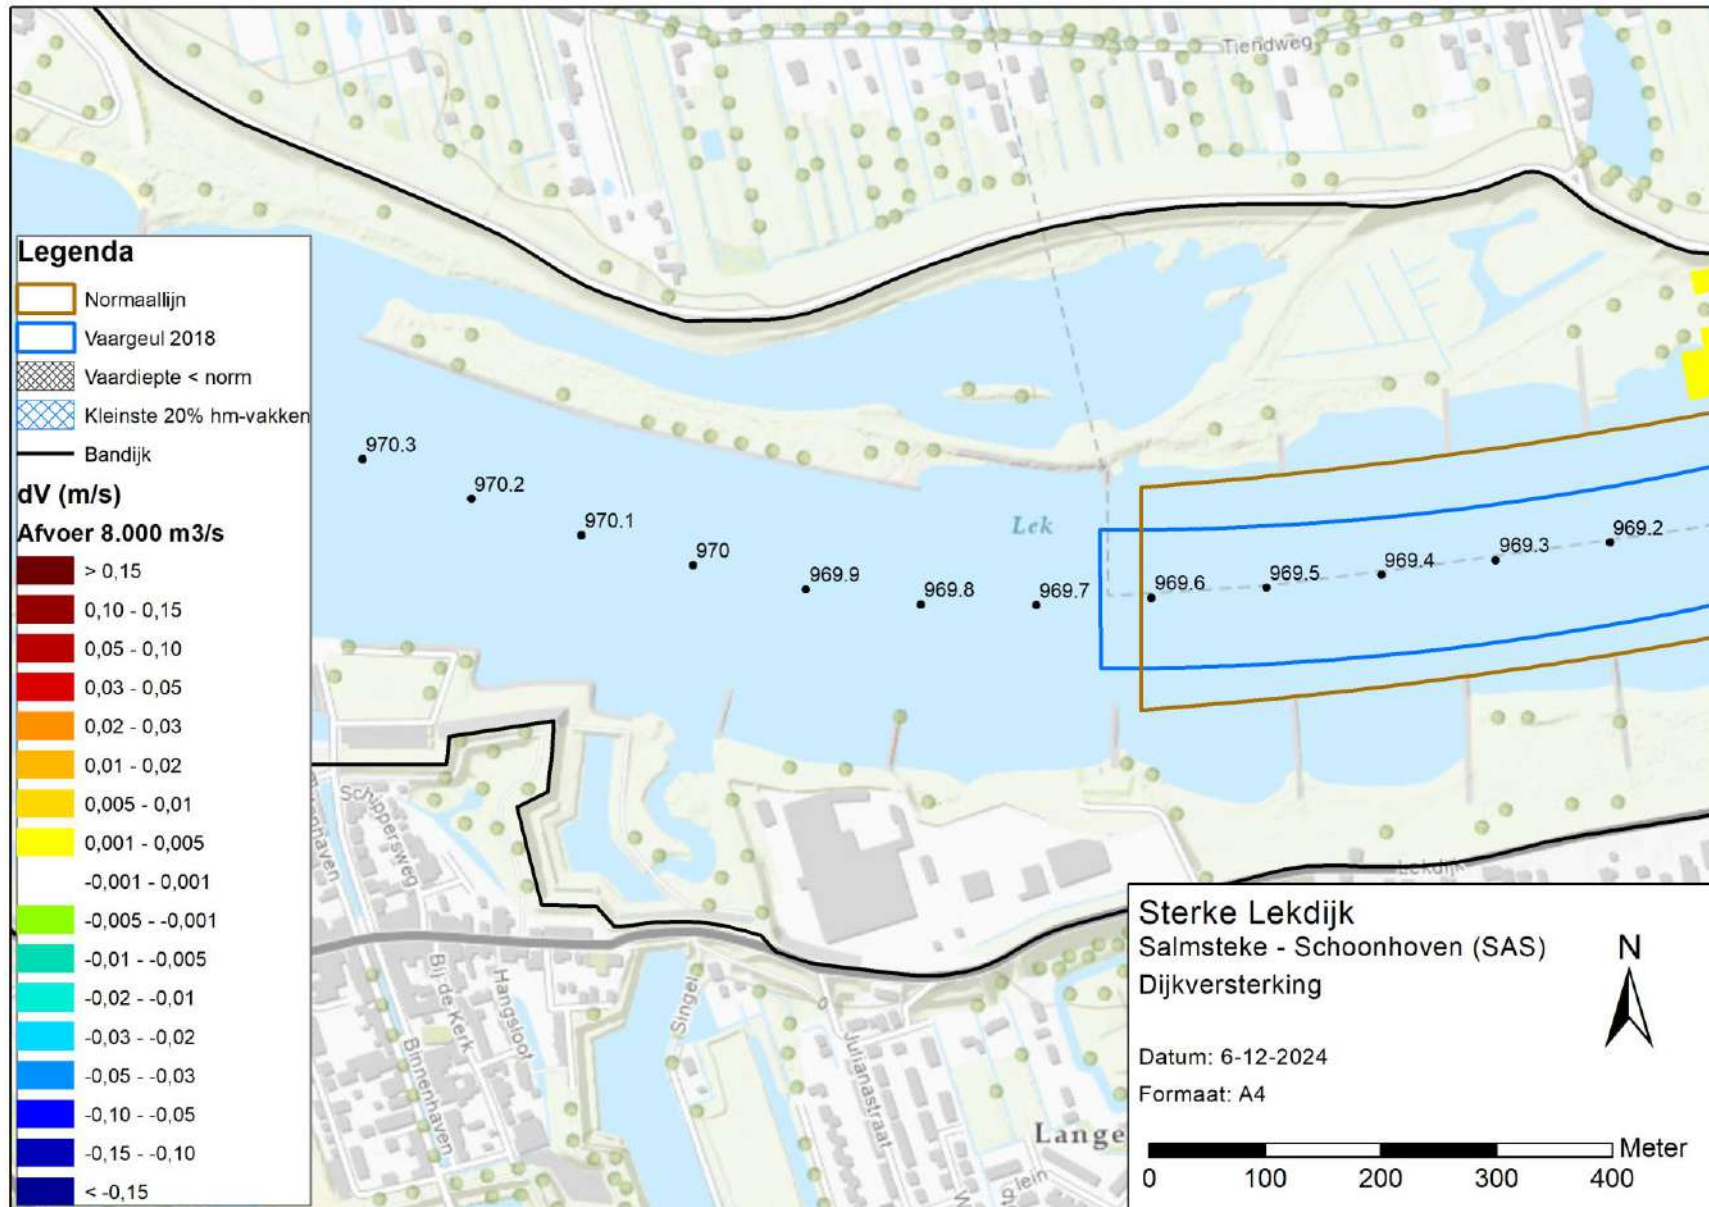 Tiendweg
Legenda
Normaallijn
Vaargeul 2018
Vaardiepte < norm
Kleinste 20% hm-vakken
Bandijk
dV (m/s)
Afvoer 8.000 m3/s
> 0,15
0,10 - 0,15
0,05 - 0,10
0,03 - 0,05
0,02 - 0,03
0,01 - 0,02
0,005 - 0,01
0,001 - 0,005
-0,001 - 0,001
-0,005 - -0,001
-0,01 - -0,005
-0,02 - -0,01
-0,03 - -0,02
-0,05 - -0,03
-0,10 - -0,05
-0,15 - -0,10
< -0,15
970.3
970.2
970.1
970
969.9
969.8
969.7
969.6
969.5
969.4
969.3
969.2
Lek
Schippersweg
Bij de Kerk
Hangsloot
Binnenhaven
Singel
Julianastraat
Lekdijk
Lange
Sterke Lekdijk
Salmsteke - Schoonhoven (SAS)
Dijkversterking
N
Datum: 6-12-2024
Formaat: A4
Meter
0 100 200 300 400